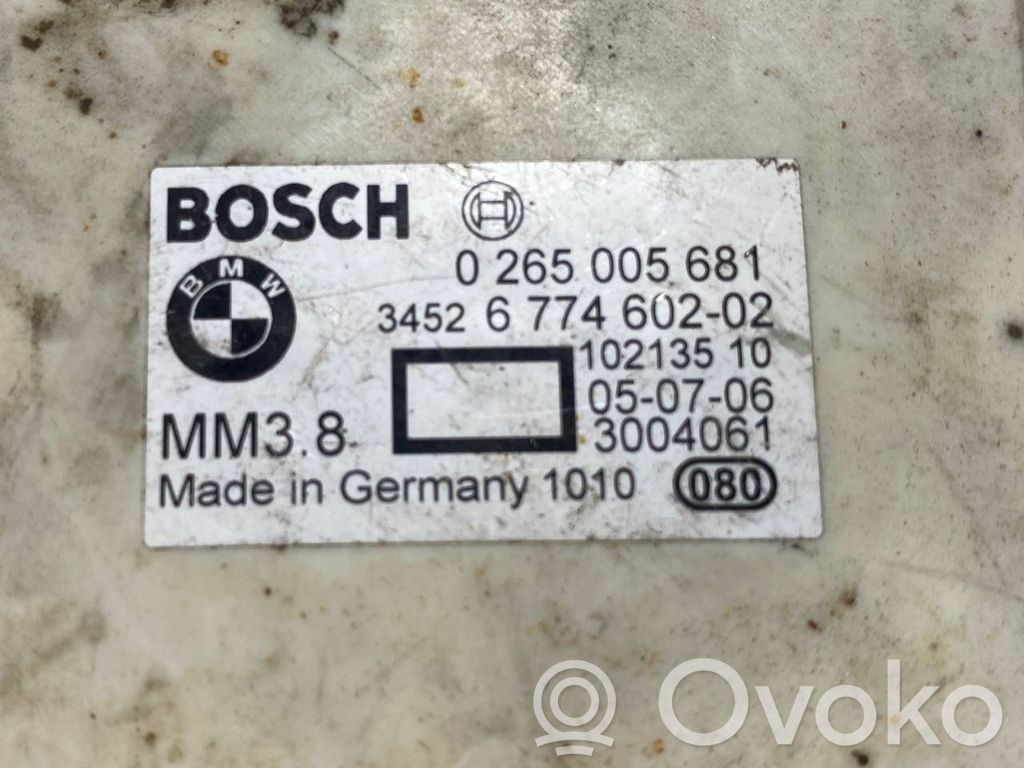 BOSCH
BMW
0 265 005 681
3452 6 774 602-02
102135 10
05-07-06
MM3.8
3004061
Made in Germany 1010 080
Ovoko